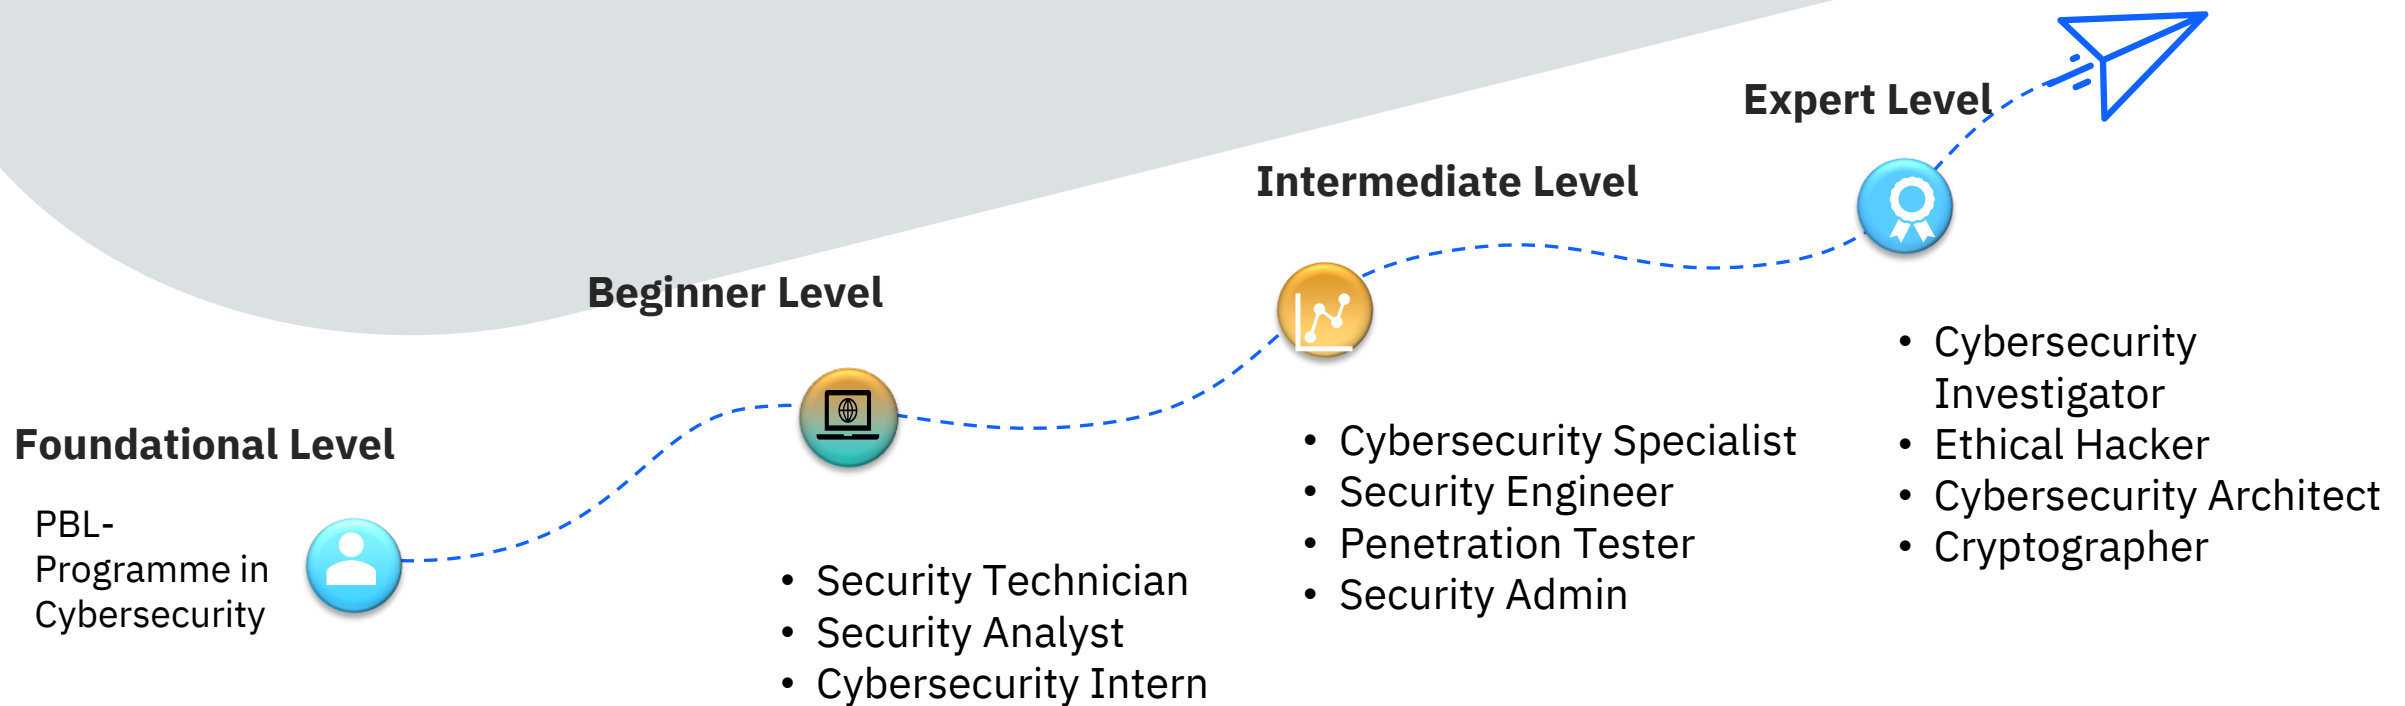 Foundational Level
PBL-
Programme in
Cybersecurity
Beginner Level
• Security Technician
• Security Analyst
• Cybersecurity Intern
Intermediate Level
• Cybersecurity Specialist
• Security Engineer
• Penetration Tester
• Security Admin
Expert Level
• Cybersecurity
Investigator
• Ethical Hacker
• Cybersecurity Architect
• Cryptographer